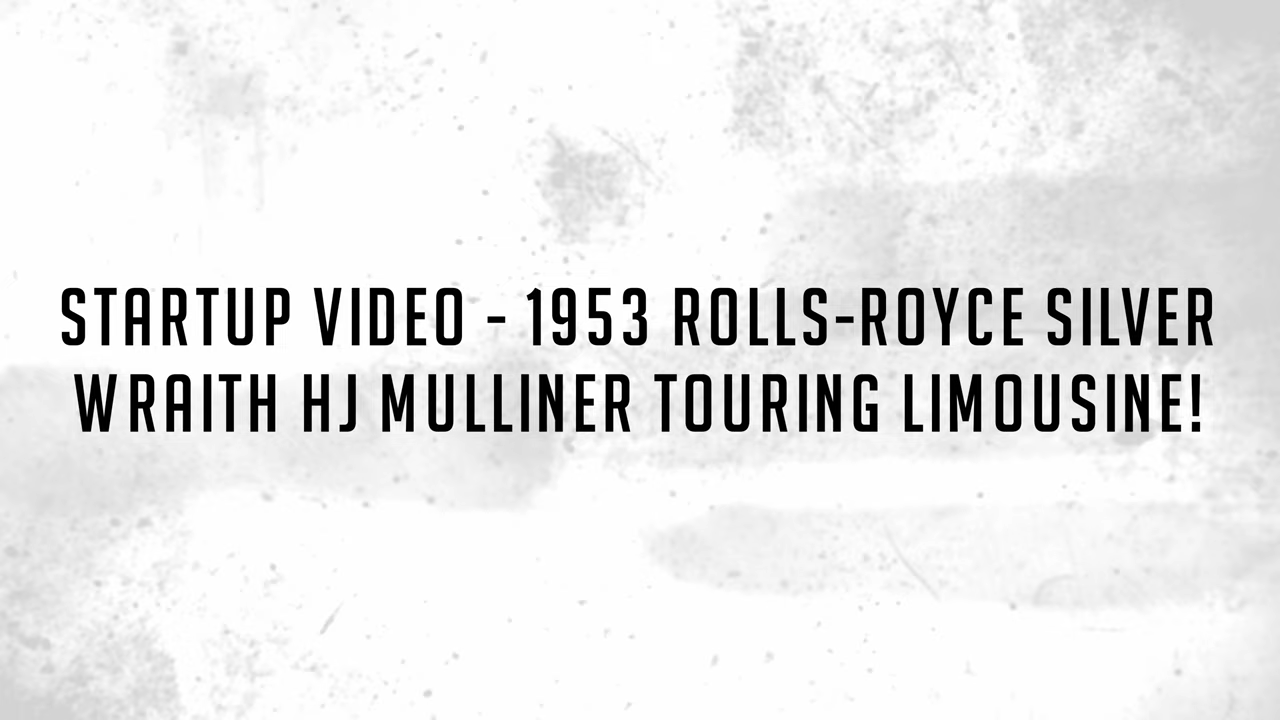 STARTUP VIDEO - 1953 ROLLS-ROYCE SILVER
WRAITH HJ MULLINER TOURING LIMOUSINE!